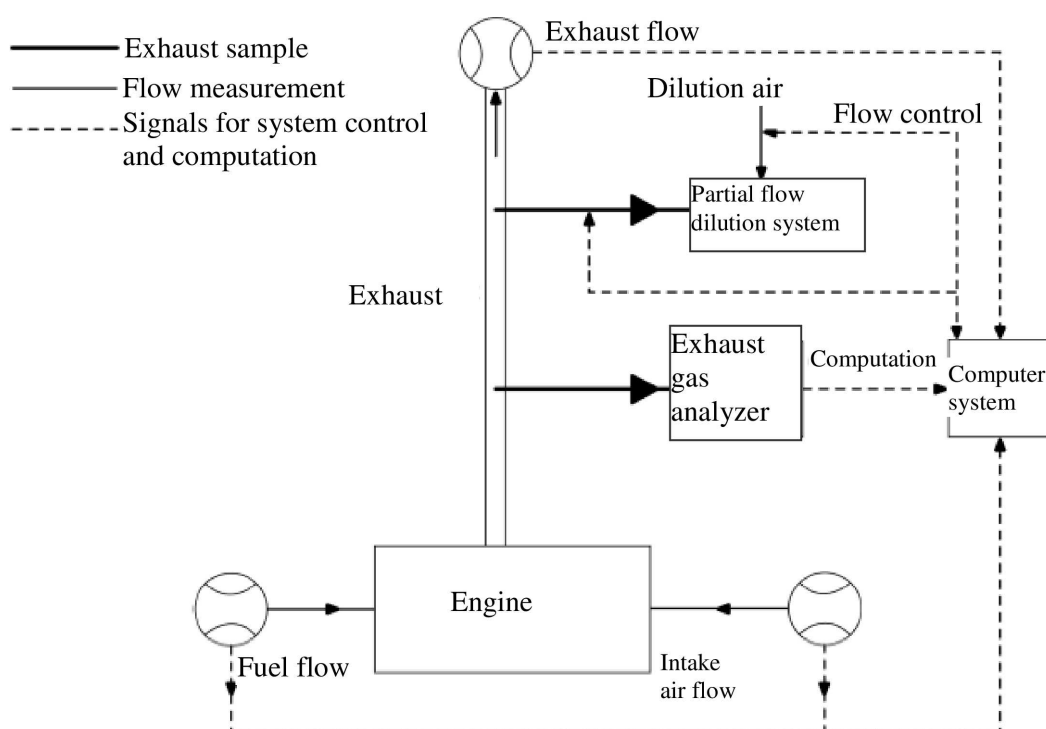 Exhaust sample
Flow measurement
Signals for system control
and computation
Exhaust flow
Dilution air
Flow control
Partial flow
dilution system
Exhaust
Exhaust
gas
analyzer
Computation
Computer
system
Engine
Fuel flow
Intake
air flow